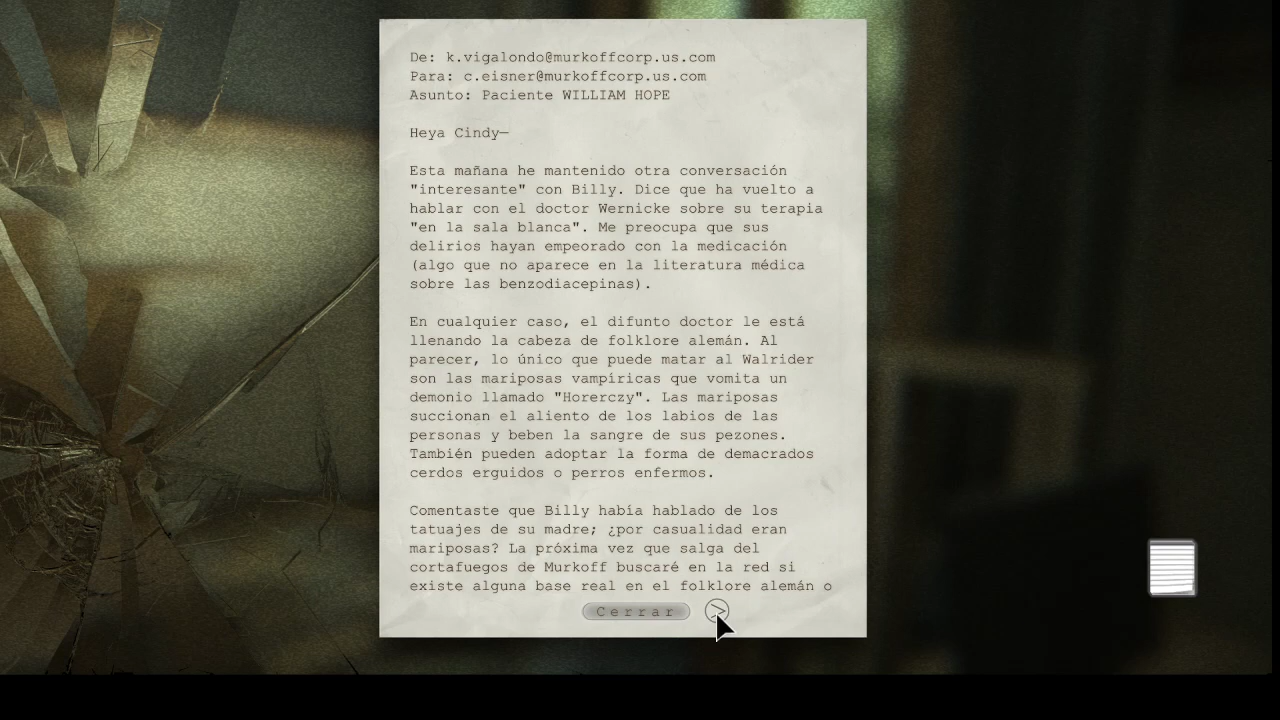 De: k.vigalondo@murkoffcorp.us.com
Para: c.eisner@murkoffcorp.us.com
Asunto: Paciente WILLIAM HOPE
Heya Cindy—
Esta mañana he mantenido otra conversación
"interesante" con Billy. Dice que ha vuelto a
hablar con el doctor Wernicke sobre su terapia
"en la sala blanca". Me preocupa que sus
delirios hayan empeorado con la medicación
(algo que no aparece en la literatura médica
sobre las benzodiacepinas).
En cualquier caso, el difunto doctor le está
llenando la cabeza de folklore alemán. Al
parecer, lo único que puede matar al Walrider
son las mariposas vampíricas que vomita un
demonio llamado "Horerczy". Las mariposas
succionan el aliento de los labios de las
personas y beben la sangre de sus pezones.
También pueden adoptar la forma de demacrados
cerdos erguidos o perros enfermos.
Comentaste que Billy había hablado de los
tatuajes de su madre; ¿por casualidad eran
mariposas? La próxima vez que salga del
cortafuegos de Murkoff buscaré en la red si
existe alguna base real en el folklore alemán o
Cerrar >